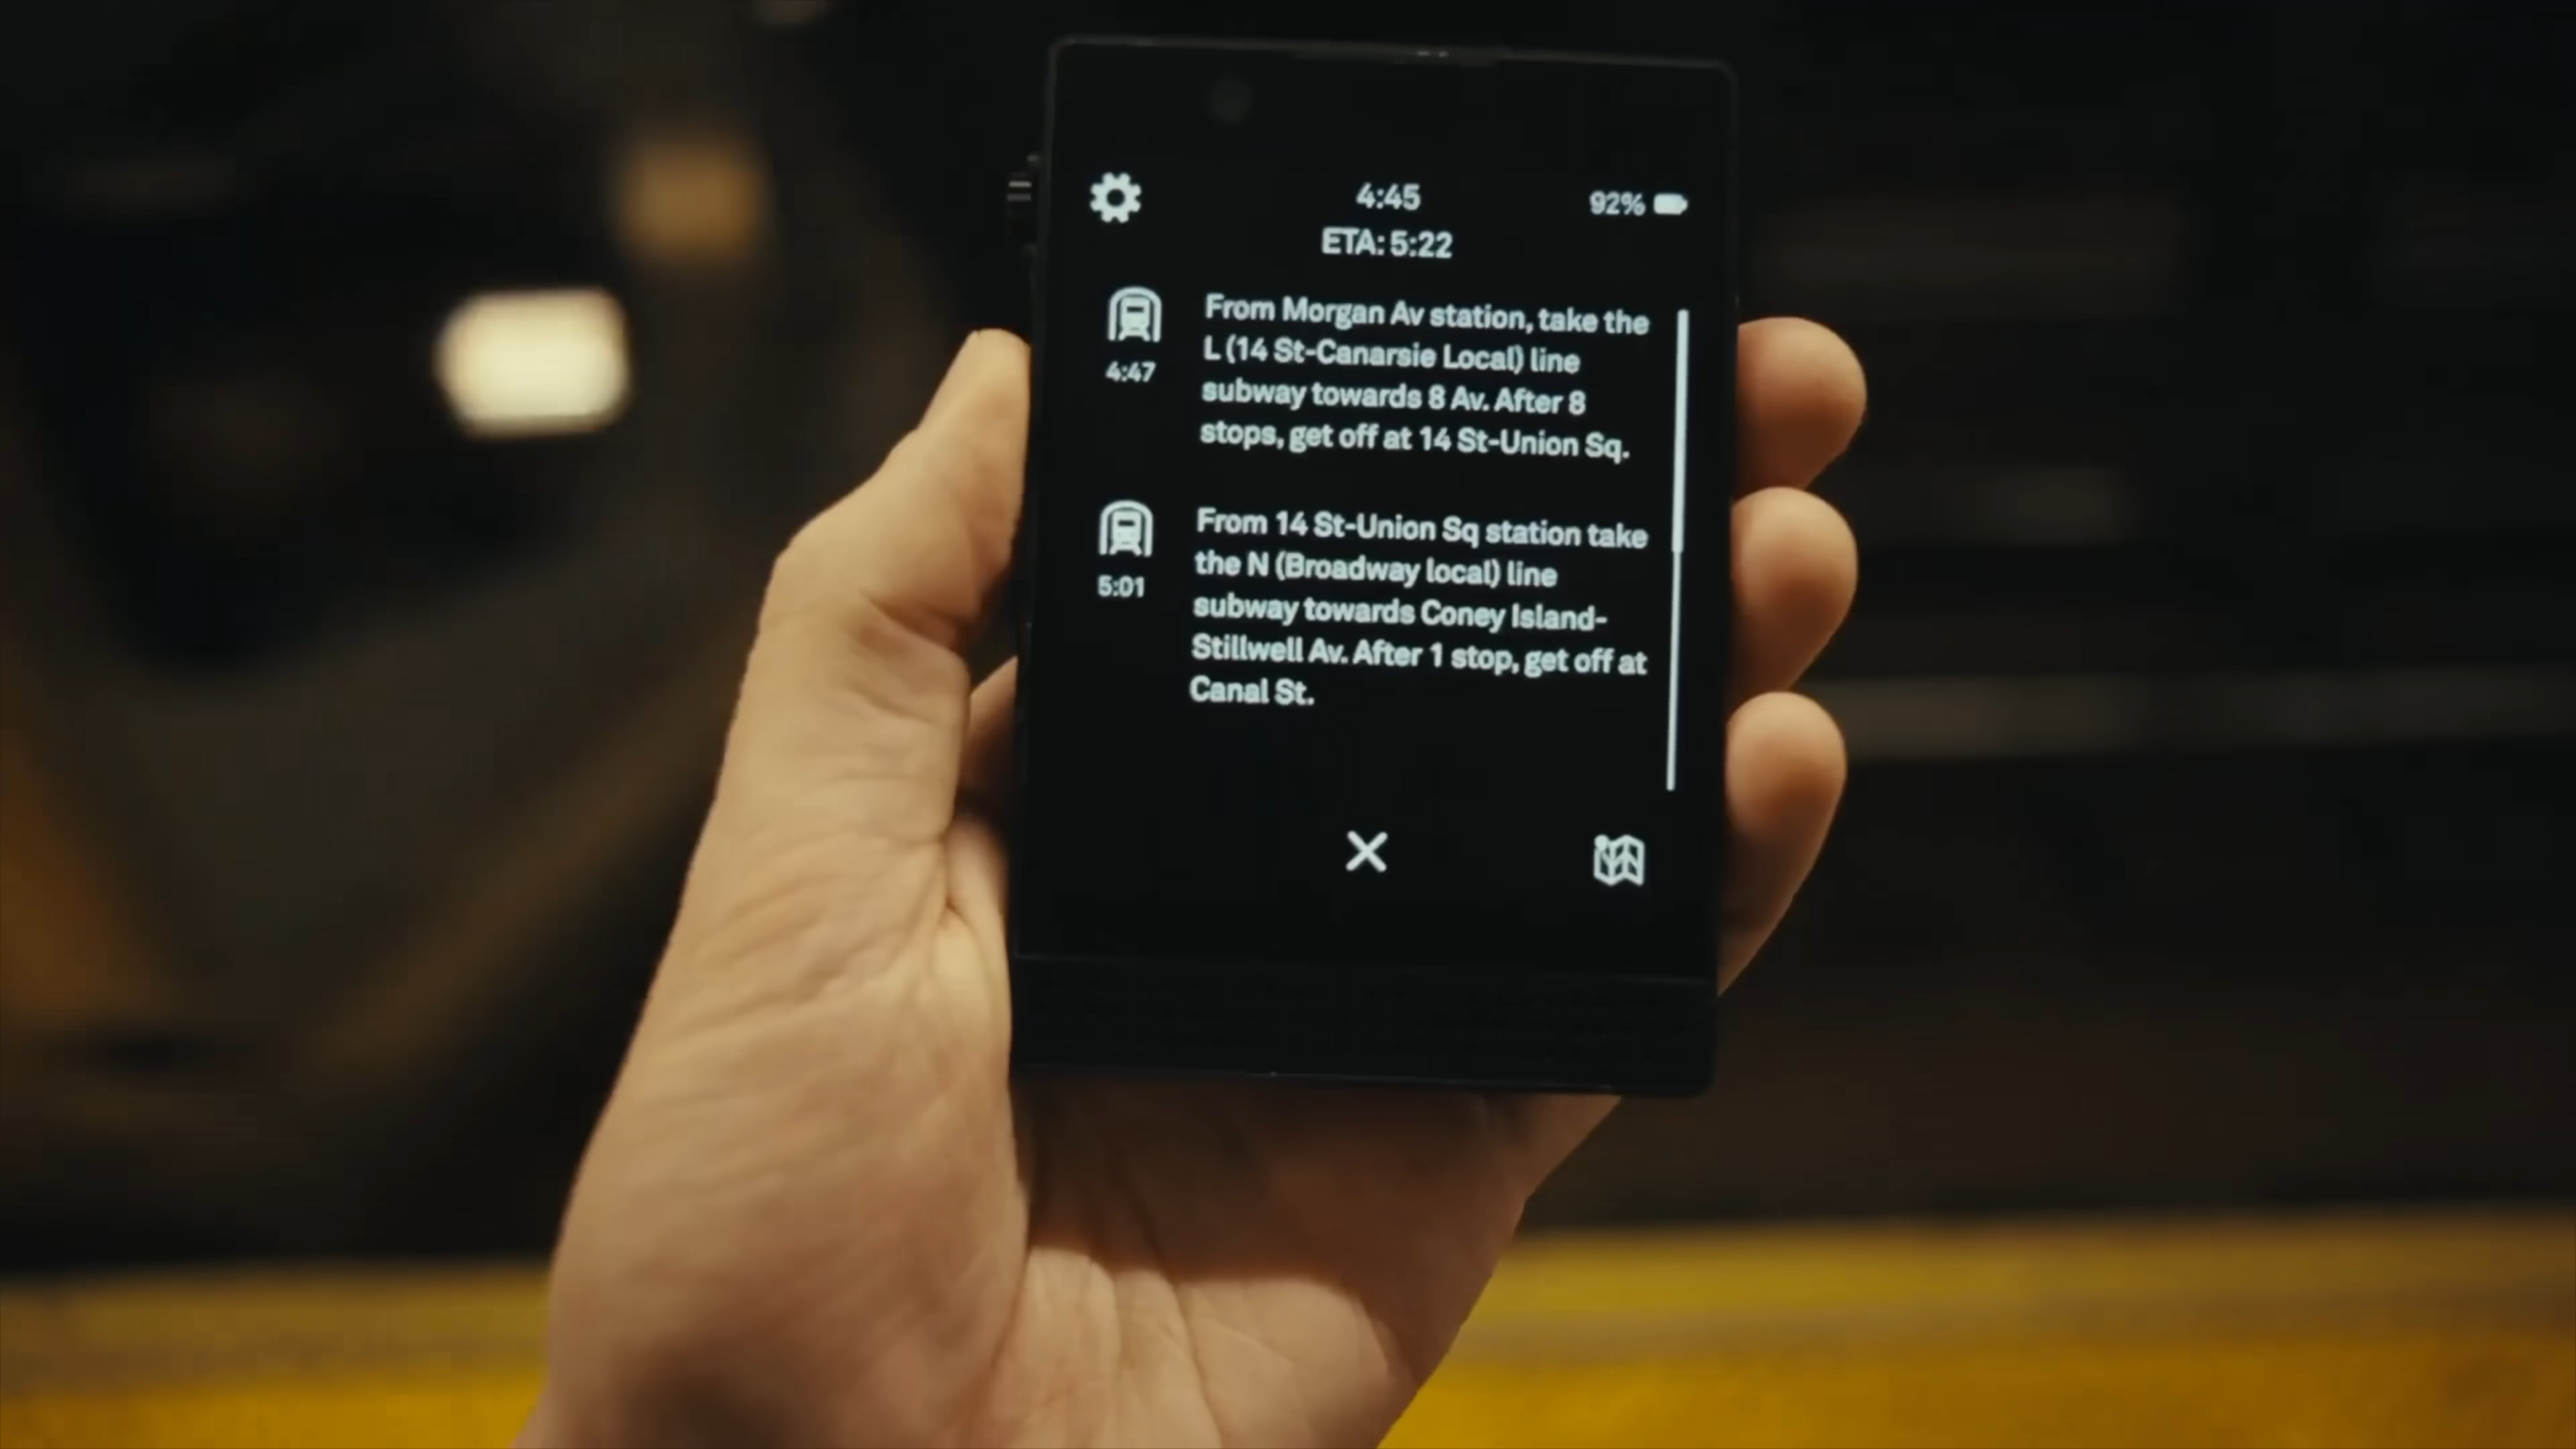 4:45
92%
ETA: 5:22
From Morgan Av station, take the
L (14 St-Canarsie Local) line
4:47
subway towards 8 Av. After 8
stops, get off at 14 St-Union Sq.
From 14 St-Union Sq station take
the N (Broadway local) line
5:01
subway towards Coney Island-
Stillwell Av. After 1 stop, get off at
Canal St.